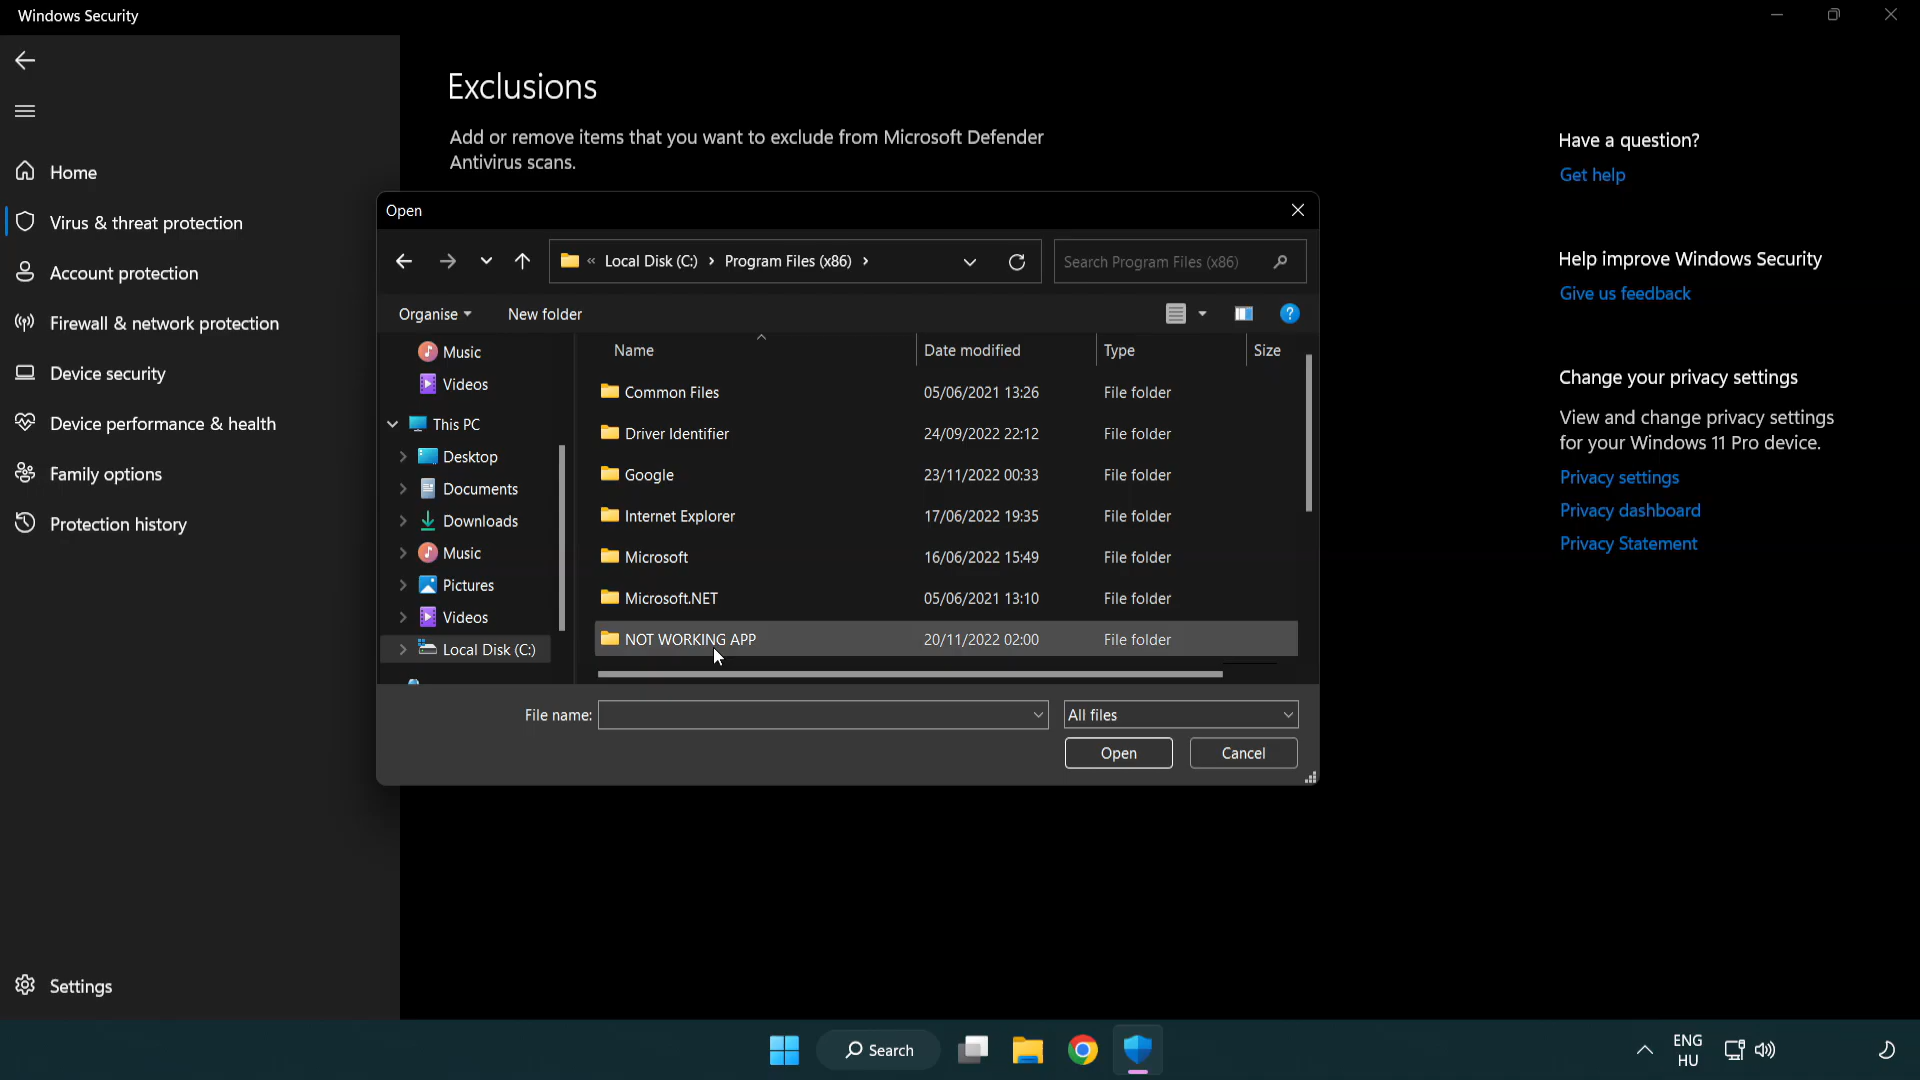 Windows Security
Home
Virus & threat protection
Account protection
Firewall & network protection
Device security
Device performance & health
Family options
Protection history
Settings
Exclusions
Add or remove items that you want to exclude from Microsoft Defender
Antivirus scans.
Open
« Local Disk (C:) › Program Files (x86) ›
Search Program Files (x86)
Organise
New folder
?
Music
Videos
This PC
Desktop
Documents
Downloads
Music
Pictures
Videos
Local Disk (C:)
Name Date modified Type Size
Common Files 05/06/2021 13:26 File folder
Driver Identifier 24/09/2022 22:12 File folder
Google 23/11/2022 00:33 File folder
Internet Explorer 17/06/2022 19:35 File folder
Microsoft 16/06/2022 15:49 File folder
Microsoft.NET 05/06/2021 13:10 File folder
NOT WORKING APP 20/11/2022 02:00 File folder
File name:
All files
Open
Cancel
Have a question?
Get help
Help improve Windows Security
Give us feedback
Change your privacy settings
View and change privacy settings
for your Windows 11 Pro device.
Privacy settings
Privacy dashboard
Privacy Statement
Search
ENG
HU